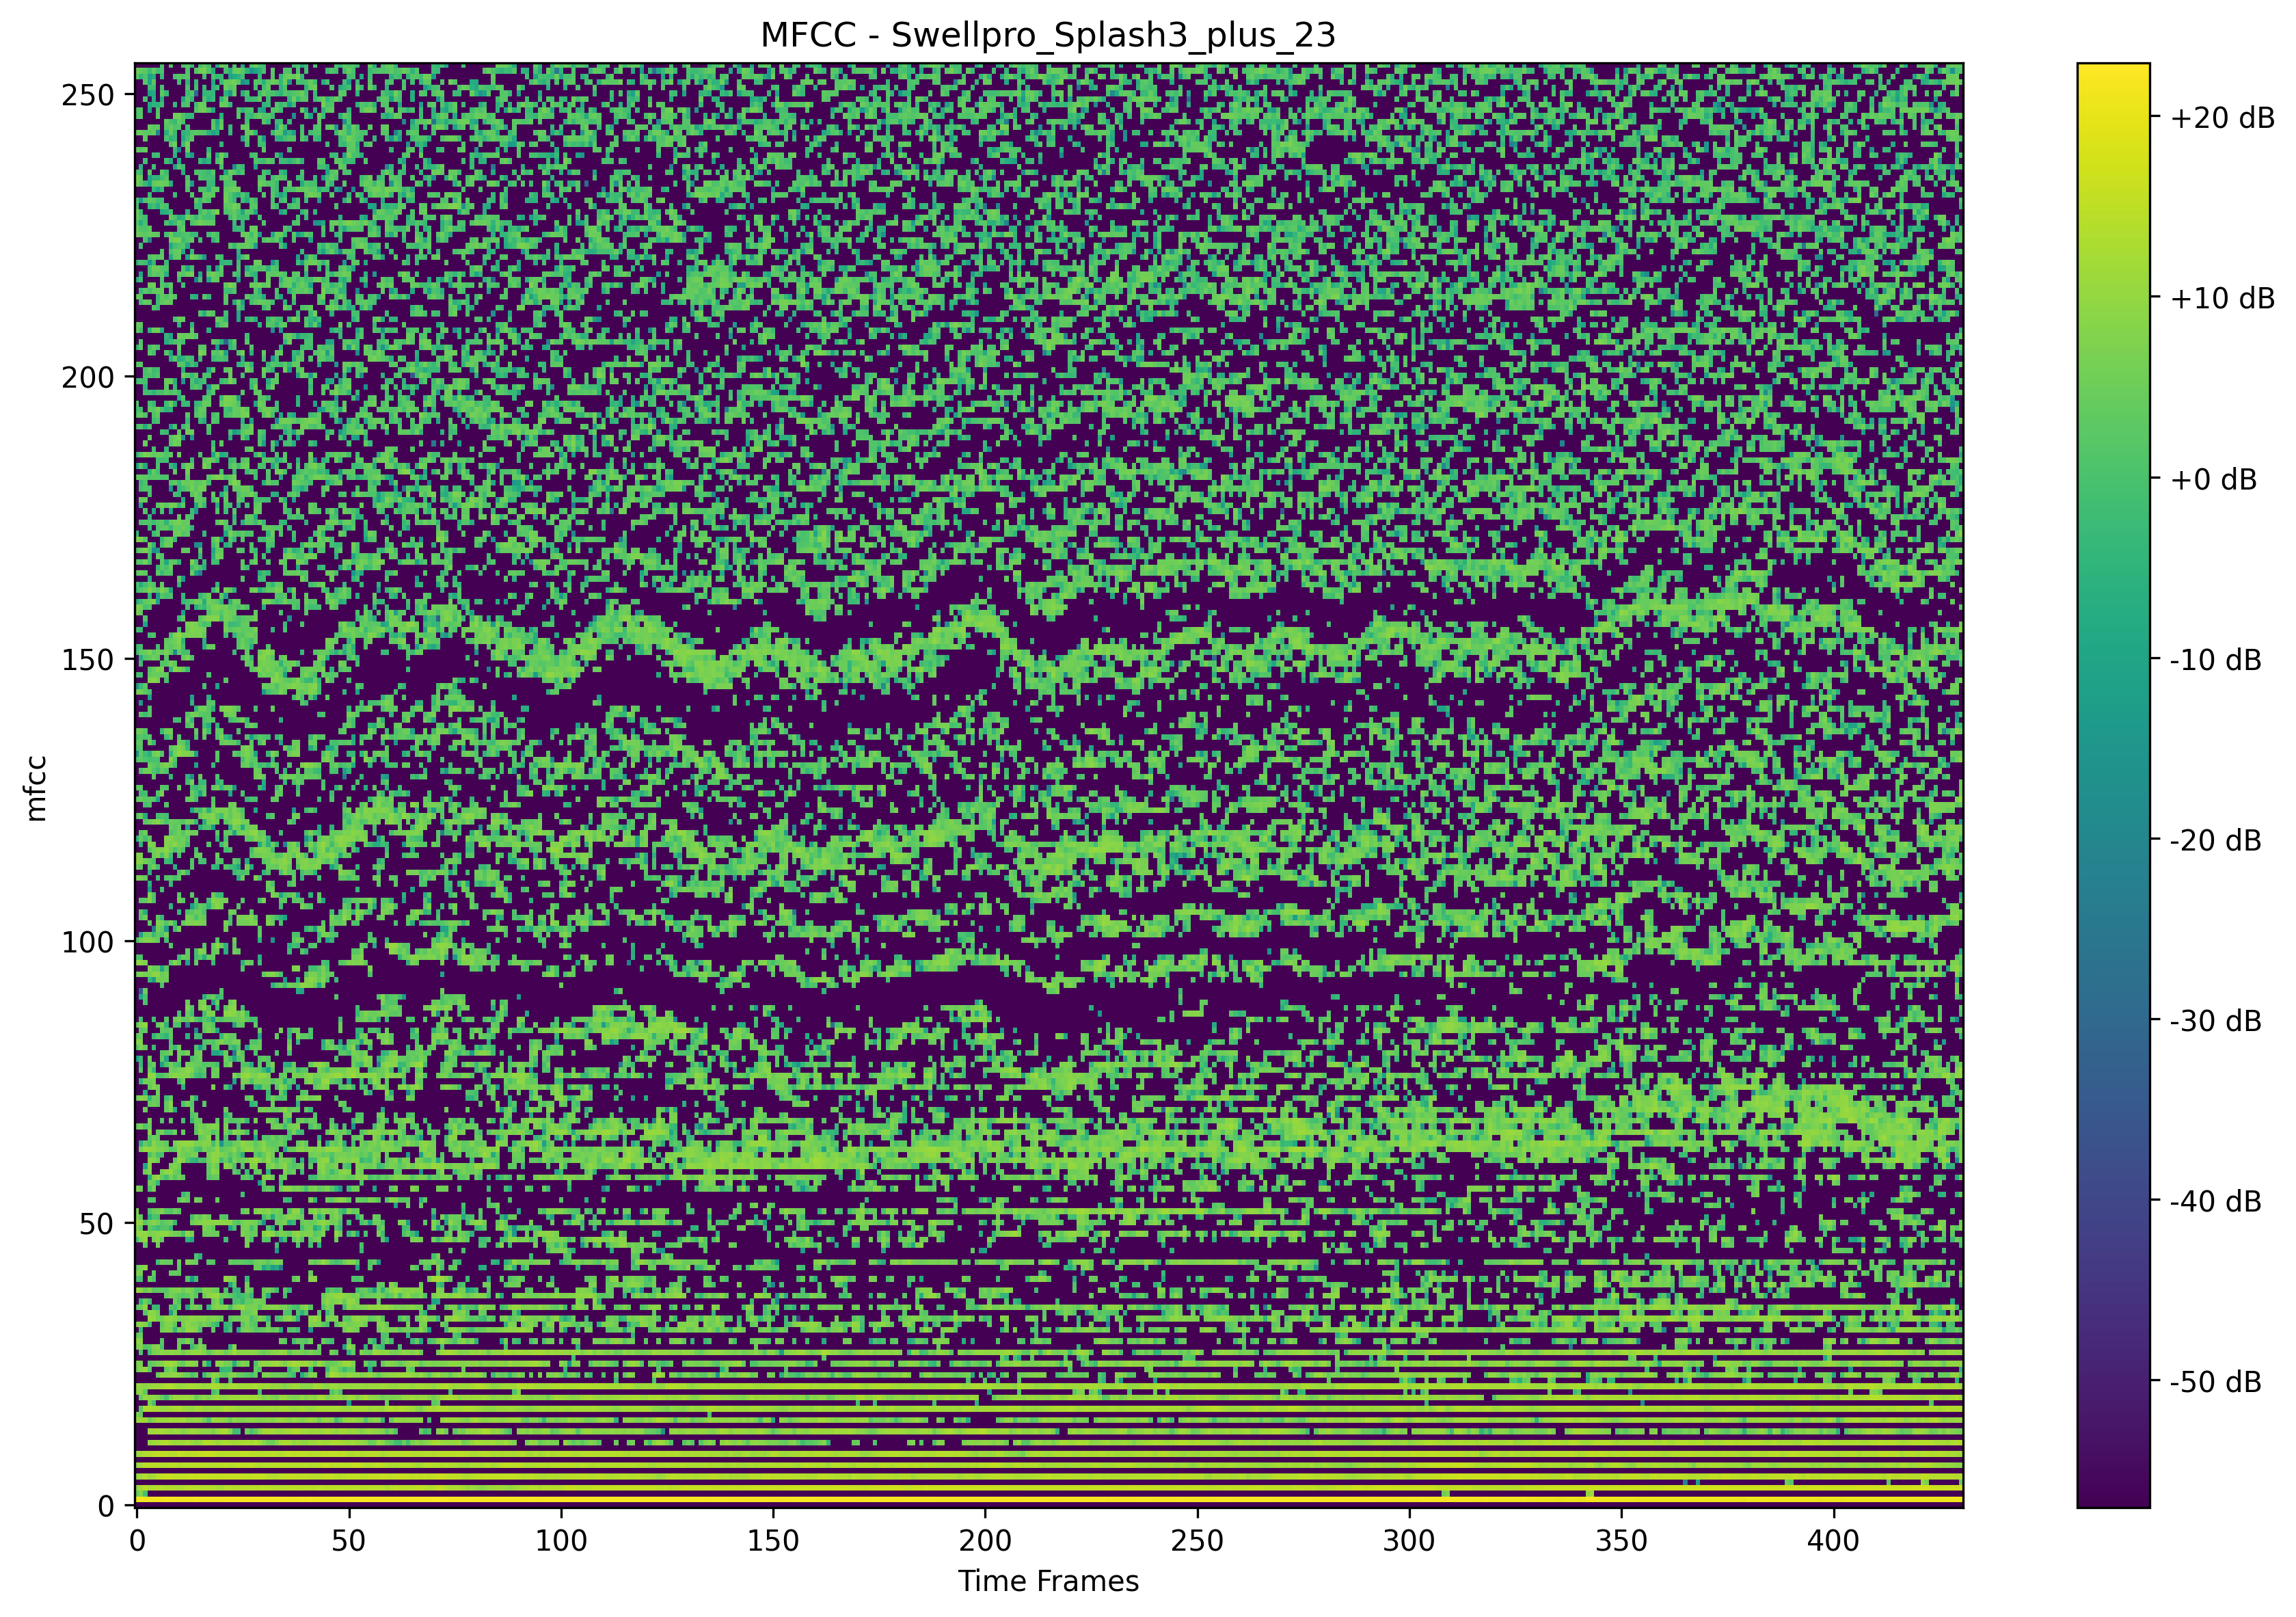 MFCC - Swellpro_Splash3_plus_23
250
200
150
100
50
0
mfcc
0 50 100 150 200 250 300 350 400
Time Frames
+20 dB
+10 dB
+0 dB
-10 dB
-20 dB
-30 dB
-40 dB
-50 dB